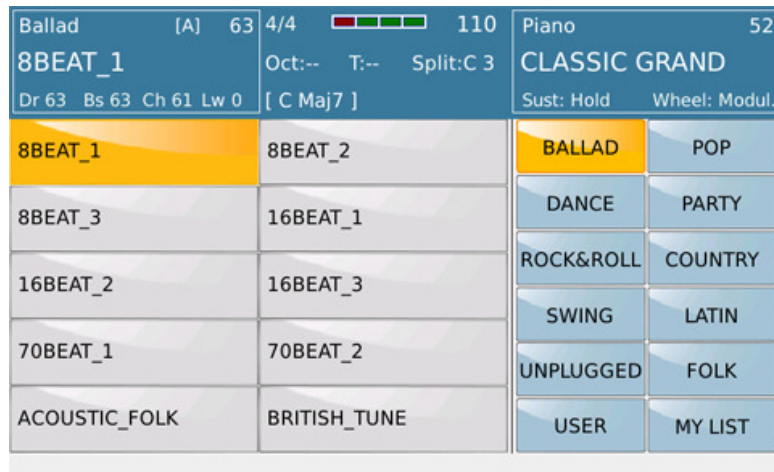 Ballad [A] 63
8BEAT_1
Dr 63 Bs 63 Ch 61 Lw 0
4/4 110
Oct:-- T:-- Split:C 3
[ C Maj7 ]
Piano 52
CLASSIC GRAND
Sust: Hold Wheel: Modul.
8BEAT_1 8BEAT_2
8BEAT_3 16BEAT_1
16BEAT_2 16BEAT_3
70BEAT_1 70BEAT_2
ACOUSTIC_FOLK BRITISH_TUNE
BALLAD POP
DANCE PARTY
ROCK&ROLL COUNTRY
SWING LATIN
UNPLUGGED FOLK
USER MY LIST